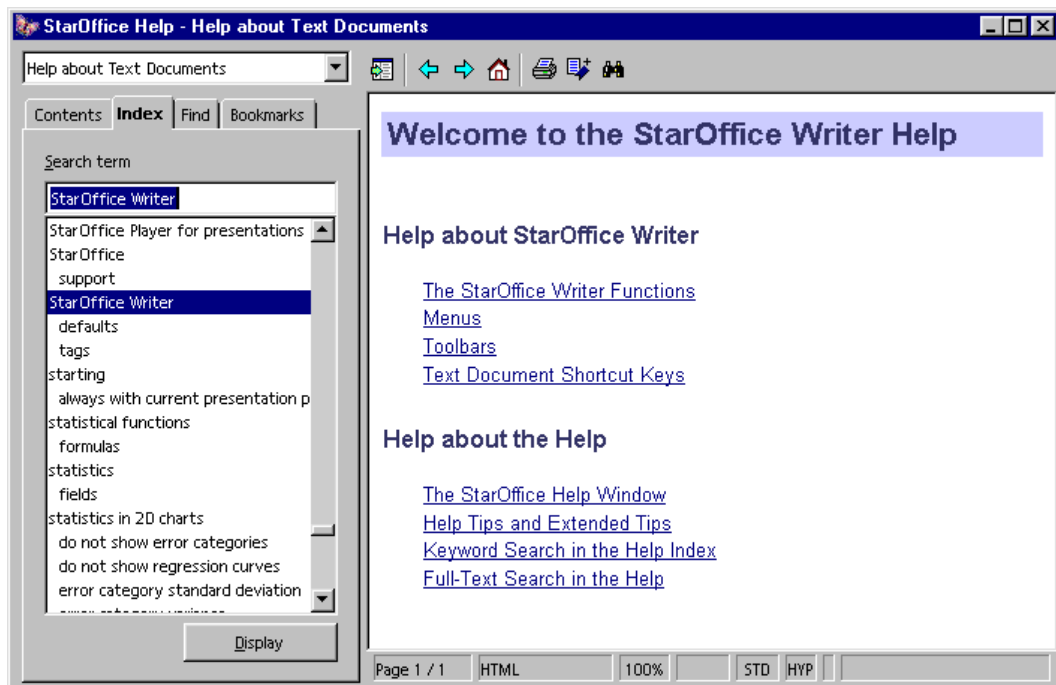 StarOffice Help - Help about Text Documents
Help about Text Documents
Contents Index Find Bookmarks
Search term
StarOffice Writer
StarOffice Player for presentations
StarOffice
support
StarOffice Writer
defaults
tags
starting
always with current presentation p
statistical functions
formulas
statistics
fields
statistics in 2D charts
do not show error categories
do not show regression curves
error category standard deviation
Display
Welcome to the StarOffice Writer Help
Help about StarOffice Writer
The StarOffice Writer Functions
Menus
Toolbars
Text Document Shortcut Keys
Help about the Help
The StarOffice Help Window
Help Tips and Extended Tips
Keyword Search in the Help Index
Full-Text Search in the Help
Page 1 / 1 HTML 100% STD HYP